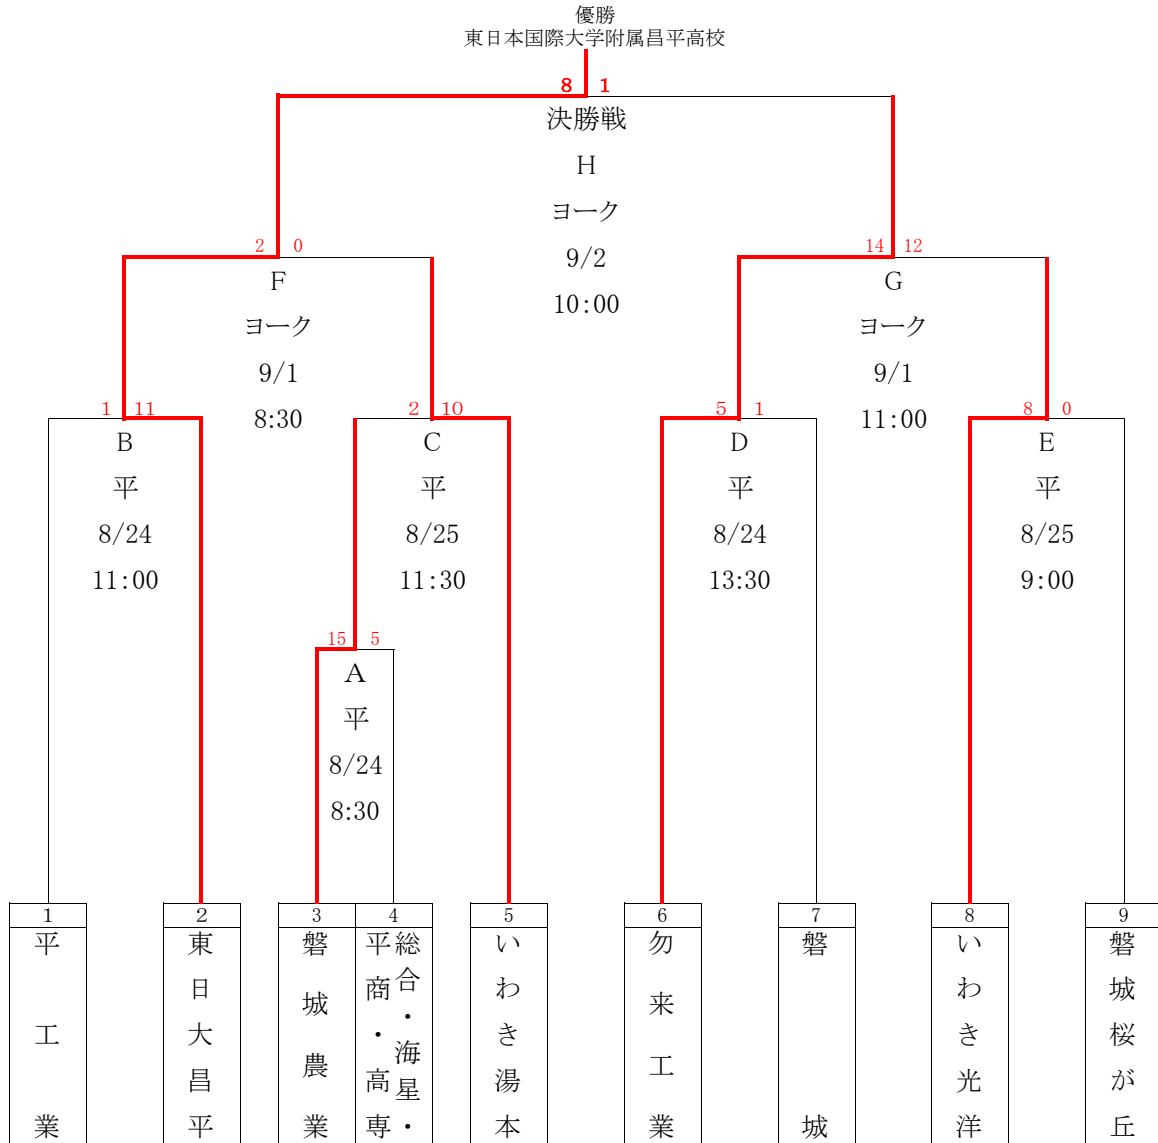 優勝
東日本国際大学附属昌平高校
8 1
決勝戦
H
ヨーク
9/2
10:00
2 0
F
ヨーク
9/1
8:30
14 12
G
ヨーク
9/1
11:00
1 11
B
平
8/24
11:00
2 10
C
平
8/25
11:30
5 1
D
平
8/24
13:30
8 0
E
平
8/25
9:00
15 5
A
平
8/24
8:30
1
平工業
2
東日大昌平
3
磐城農業
4
総合・海星・
平商・高専
5
いわき湯本
6
勿来工業
7
磐城
8
いわき光洋
9
磐城桜が丘